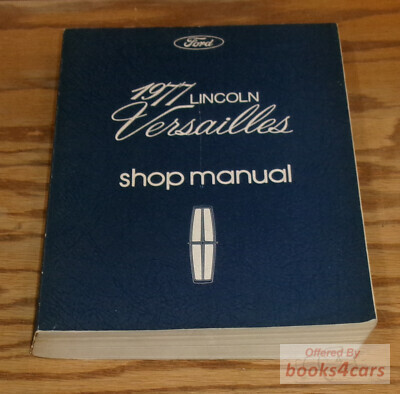 Ford
1977 LINCOLN
Versailles
shop manual
Offered By
books4cars